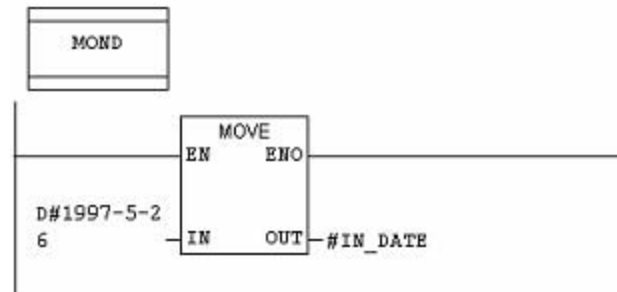 MOND
MOVE
EN ENO
D#1997-5-2
6
IN OUT #IN_DATE